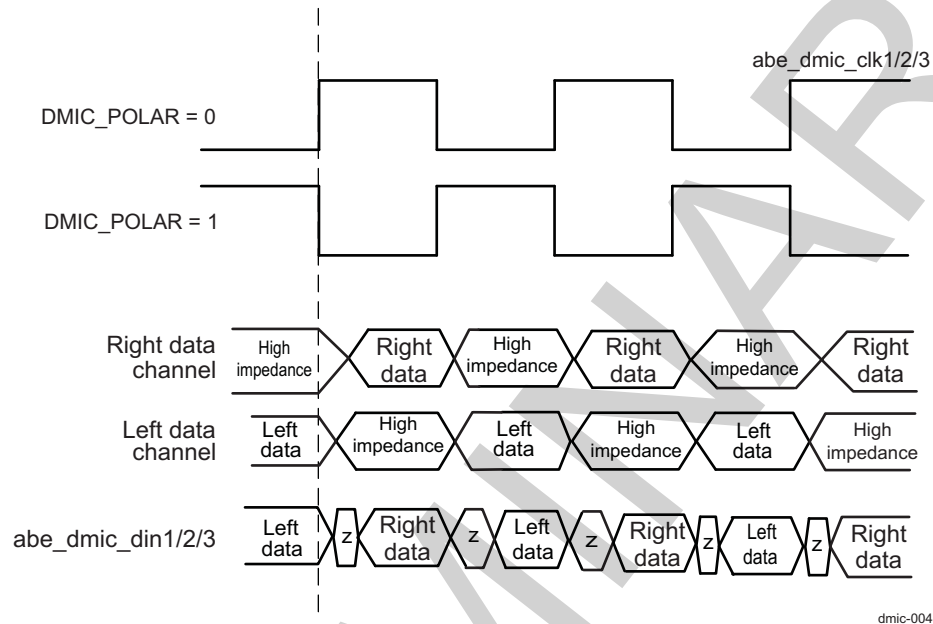 abe_dmic_clk1/2/3
DMIC_POLAR = 0
DMIC_POLAR = 1
Right data channel High impedance Right data High impedance Right data High impedance Right data
Left data channel Left data High impedance Left data High impedance Left data High impedance
abe_dmic_din1/2/3 Left data z Right data z Left data z Right data z Left data z Right data
dmic-004
MINAR